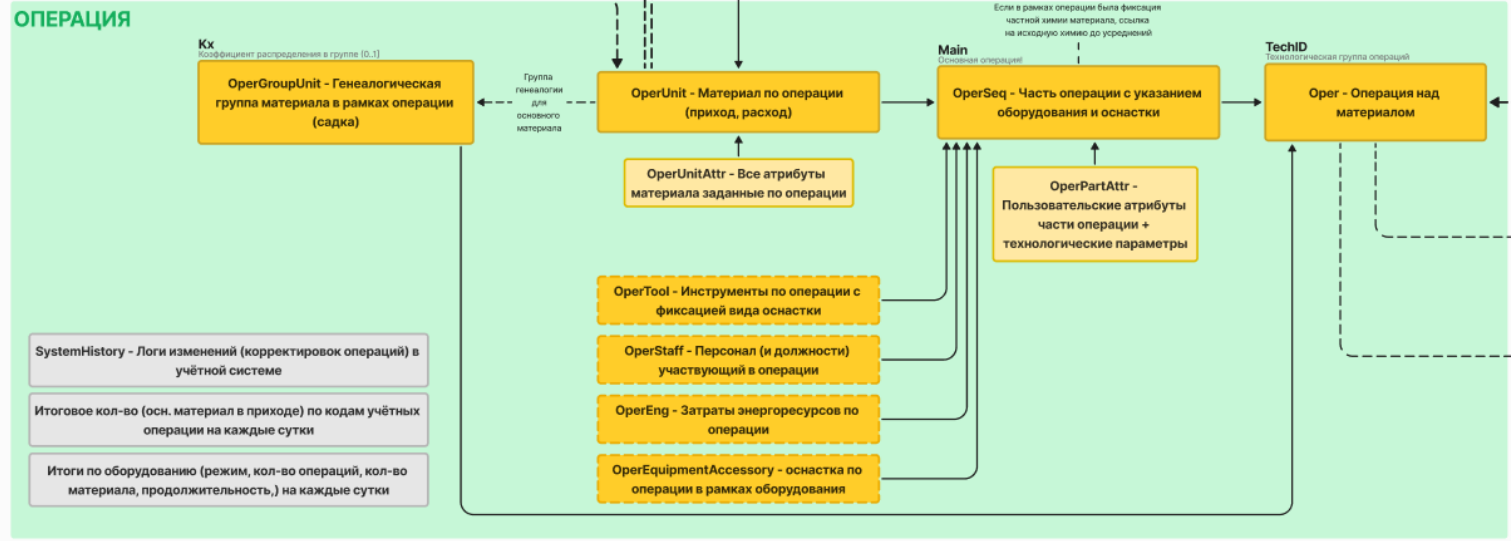 ОПЕРАЦИЯ
Если в рамках операции была фиксация
частной химии материала, ссылка
на исходную химию до усреднений
Kx
Коэффициент распределения в группе (0..1]
OperGroupUnit - Генеалогическая
группа материала в рамках операции
(садка)
Группа
генеалогии
для
основного
материала
OperUnit - Материал по операции
(приход, расход)
Main
Основная операция!
OperSeq - Часть операции с указанием
оборудования и оснастки
TechID
Технологическая группа операций
Oper - Операция над
материалом
OperUnitAttr - Все атрибуты
материала заданные по операции
OperPartAttr -
Пользовательские атрибуты
части операции +
технологические параметры
OperTool - Инструменты по операции с
фиксацией вида оснастки
OperStaff - Персонал (и должности)
участвующий в операции
OperEng - Затраты энергоресурсов по
операции
OperEquipmentAccessory - оснастка по
операции в рамках оборудования
SystemHistory - Логи изменений (корректировок операций) в
учётной системе
Итоговое кол-во (осн. материал в приходе) по кодам учётных
операции на каждые сутки
Итоги по оборудованию (режим, кол-во операций, кол-во
материала, продолжительность,) на каждые сутки